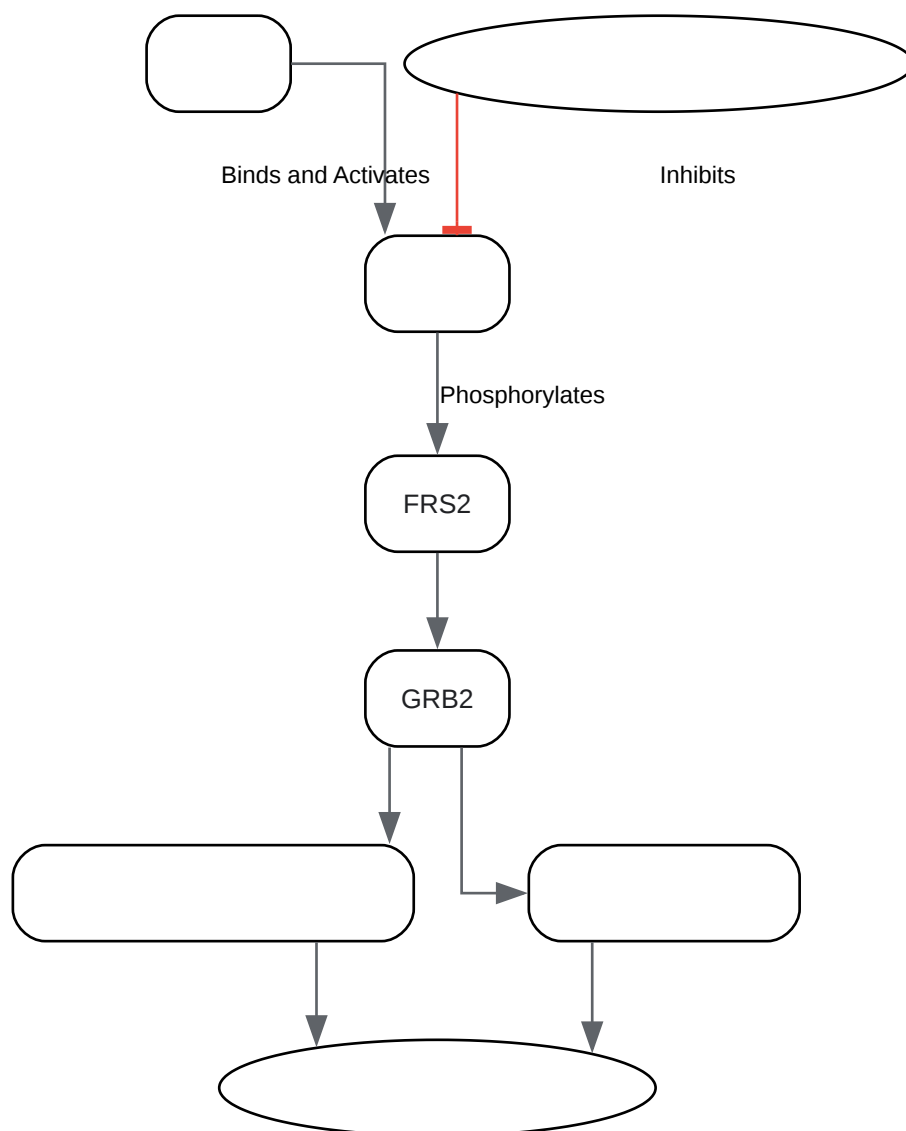 Binds and Activates
Inhibits
Phosphorylates
FRS2
GRB2